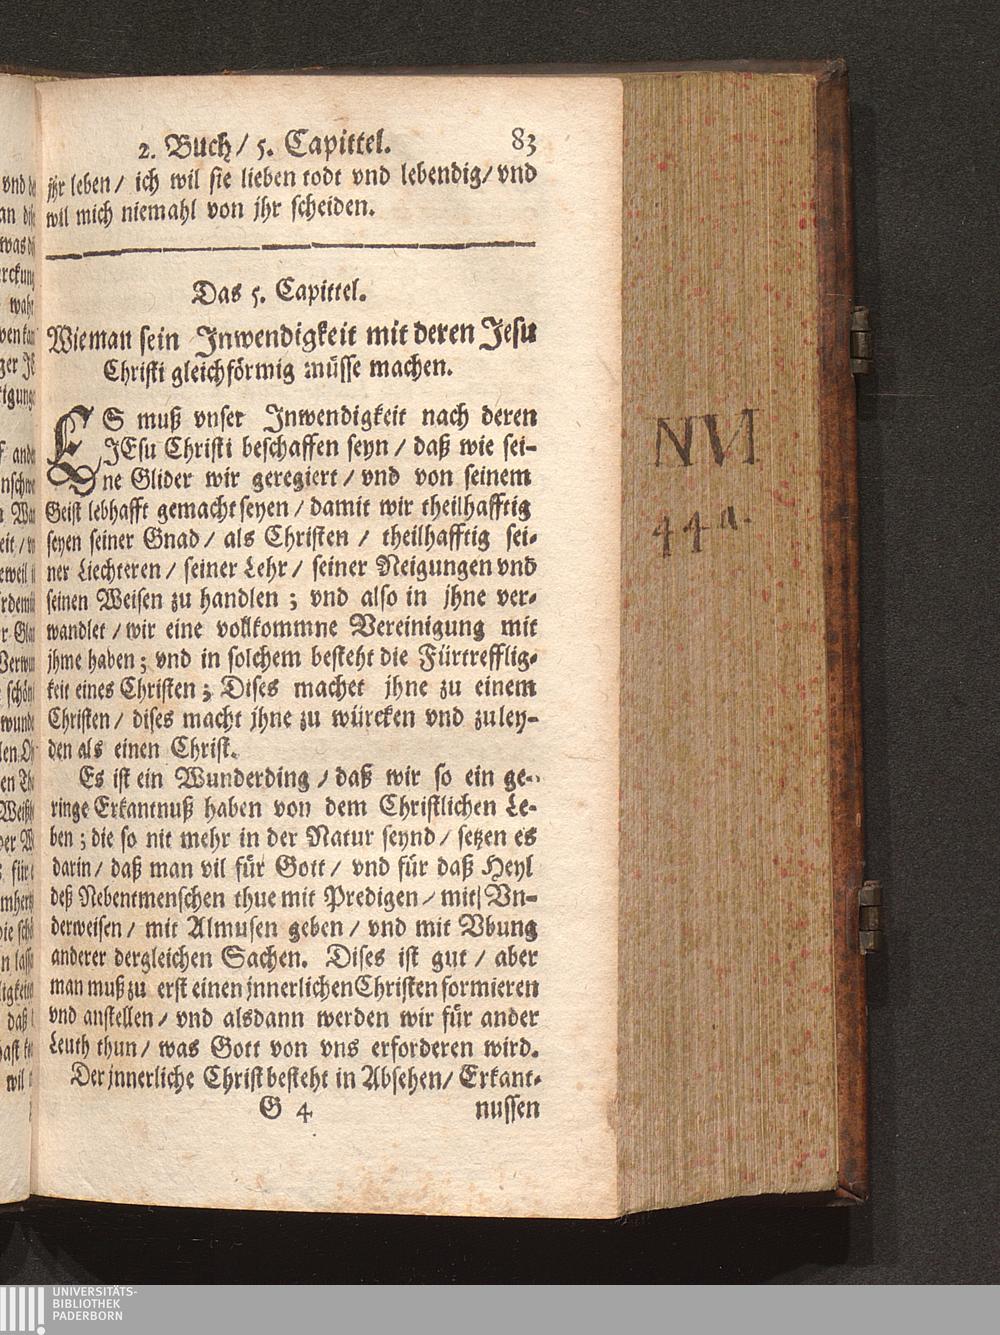 2. Buch/ 5. Capittel. 83
jhr leben/ ich wil sie lieben todt vnd lebendig/ vnd
wil mich niemahl von jhr scheiden.
Das 5. Capittel.
Wie man sein Inwendigkeit mit deren Jesu
Christi gleichförmig müsse machen.
ES muß vnser Inwendigkeit nach deren
JEsu Christi beschaffen seyn/ daß wie sei-
ne Glider wir geregiert/ vnd von seinem
Geist lebhafft gemacht seyen/ damit wir theilhafftig
seyen seiner Gnad/ als Christen/ theilhafftig sei-
ner Liechteren/ seiner Lehr/ seiner Neigungen vnd
seinen Weisen zu handlen; vnd also in jhne ver-
wandlet/ wir eine vollkommne Vereinigung mit
jhme haben; vnd in solchem besteht die Fürtrefflig-
keit eines Christen; Dises machet jhne zu einem
Christen/ dises macht jhne zu würcken vnd zu ley-
den als einen Christ.
Es ist ein Wunderding/ daß wir so ein ge-
ringe Erkantnuß haben von dem Christlichen Le-
ben; die so nit mehr in der Natur seynd/ setzen es
darin/ daß man vil für Gott/ vnd für daß Heyl
deß Nebentmenschen thue mit Predigen/ mit Vn-
derweisen/ mit Almusen geben/ vnd mit Vbung
anderer dergleichen Sachen. Dises ist gut/ aber
man muß zu erst einen jnnerlichen Christen formieren
vnd anstellen/ vnd alsdann werden wir für ander
Leuth thun/ was Gott von vns erforderen wird.
Der jnnerliche Christ besteht in Absehen/ Erkant-
G 4 nussen
44 a.
UNIVERSITÄTS-
BIBLIOTHEK
PADERBORN